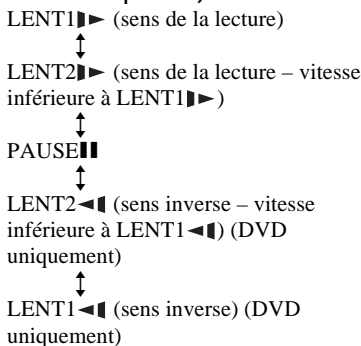 LENT1 (sens de la lecture)
LENT2 (sens de la lecture – vitesse
inférieure à LENT1)
PAUSE
LENT2 (sens inverse – vitesse
inférieure à LENT1) (DVD
uniquement)
LENT1 (sens inverse) (DVD
uniquement)